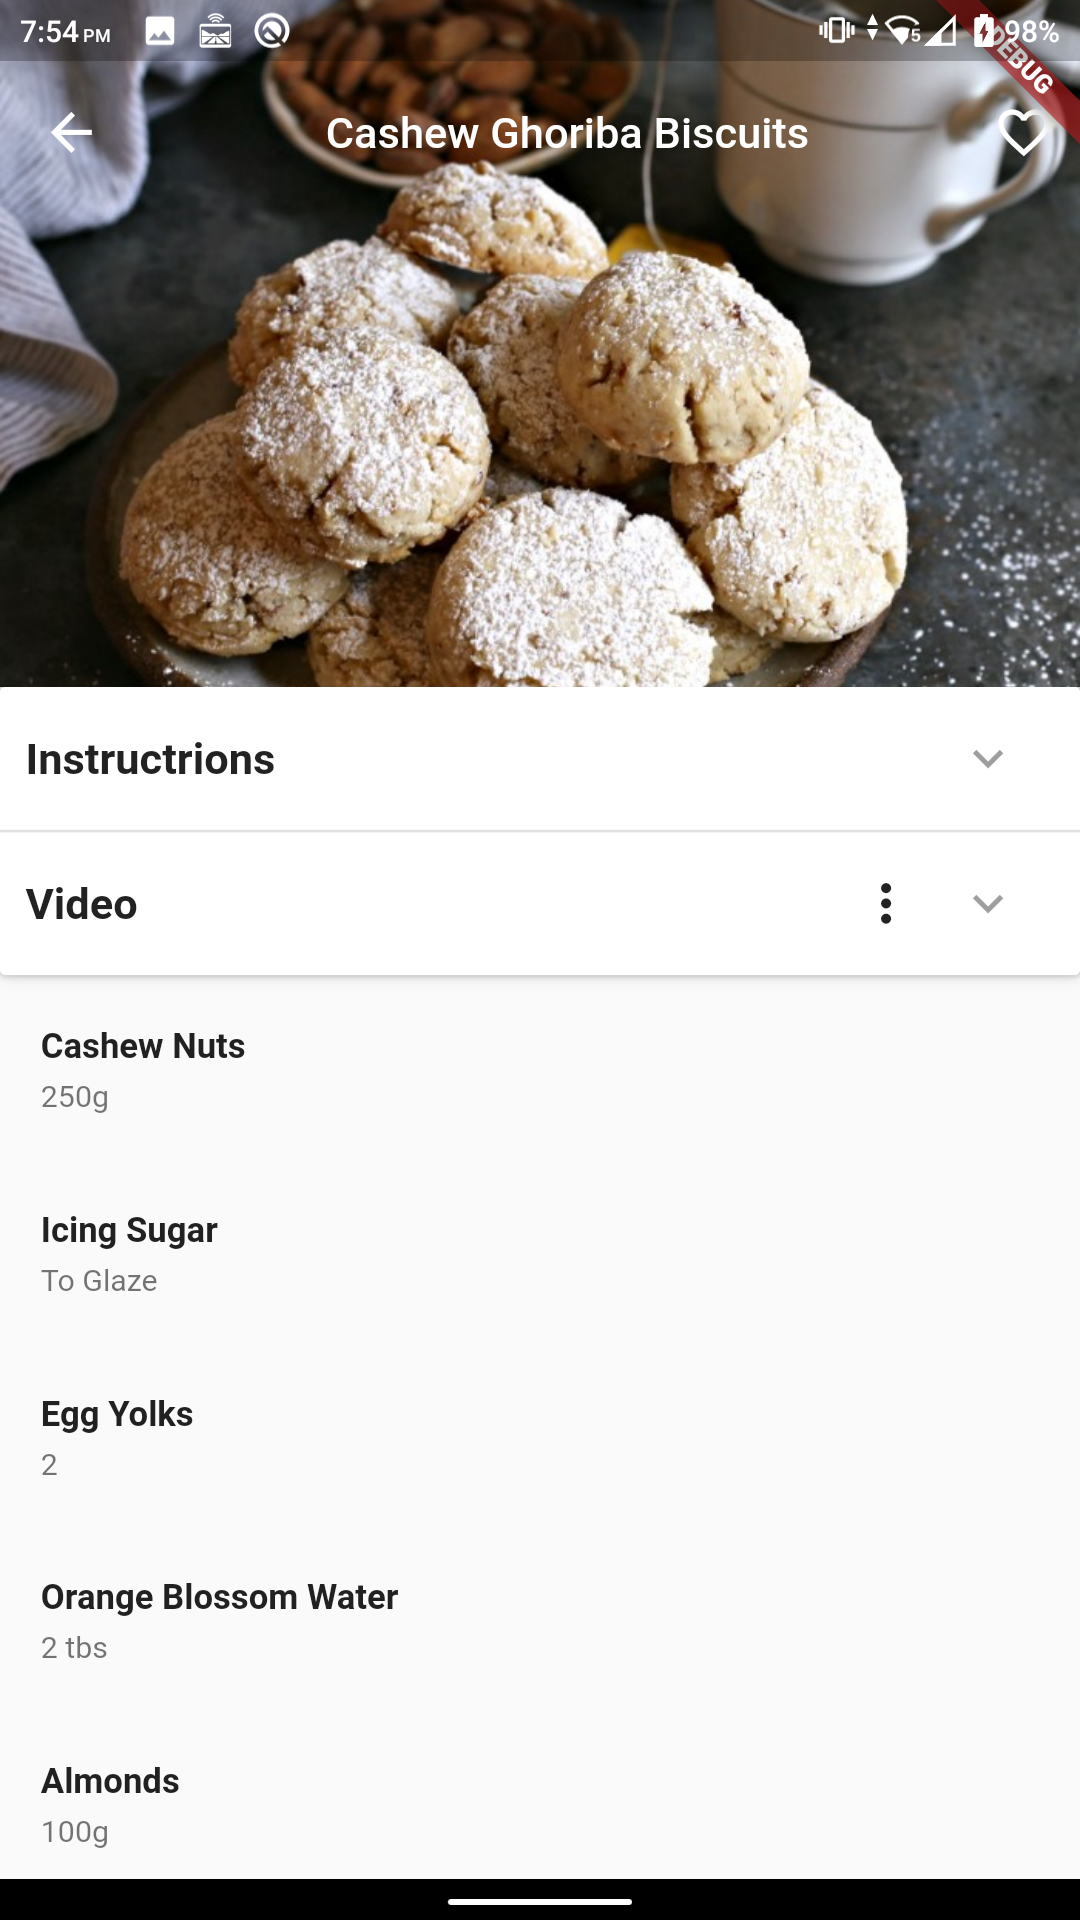 7:54 PM
5
98%
DEBUG
Cashew Ghoriba Biscuits
Instructrions
Video
Cashew Nuts
250g
Icing Sugar
To Glaze
Egg Yolks
2
Orange Blossom Water
2 tbs
Almonds
100g